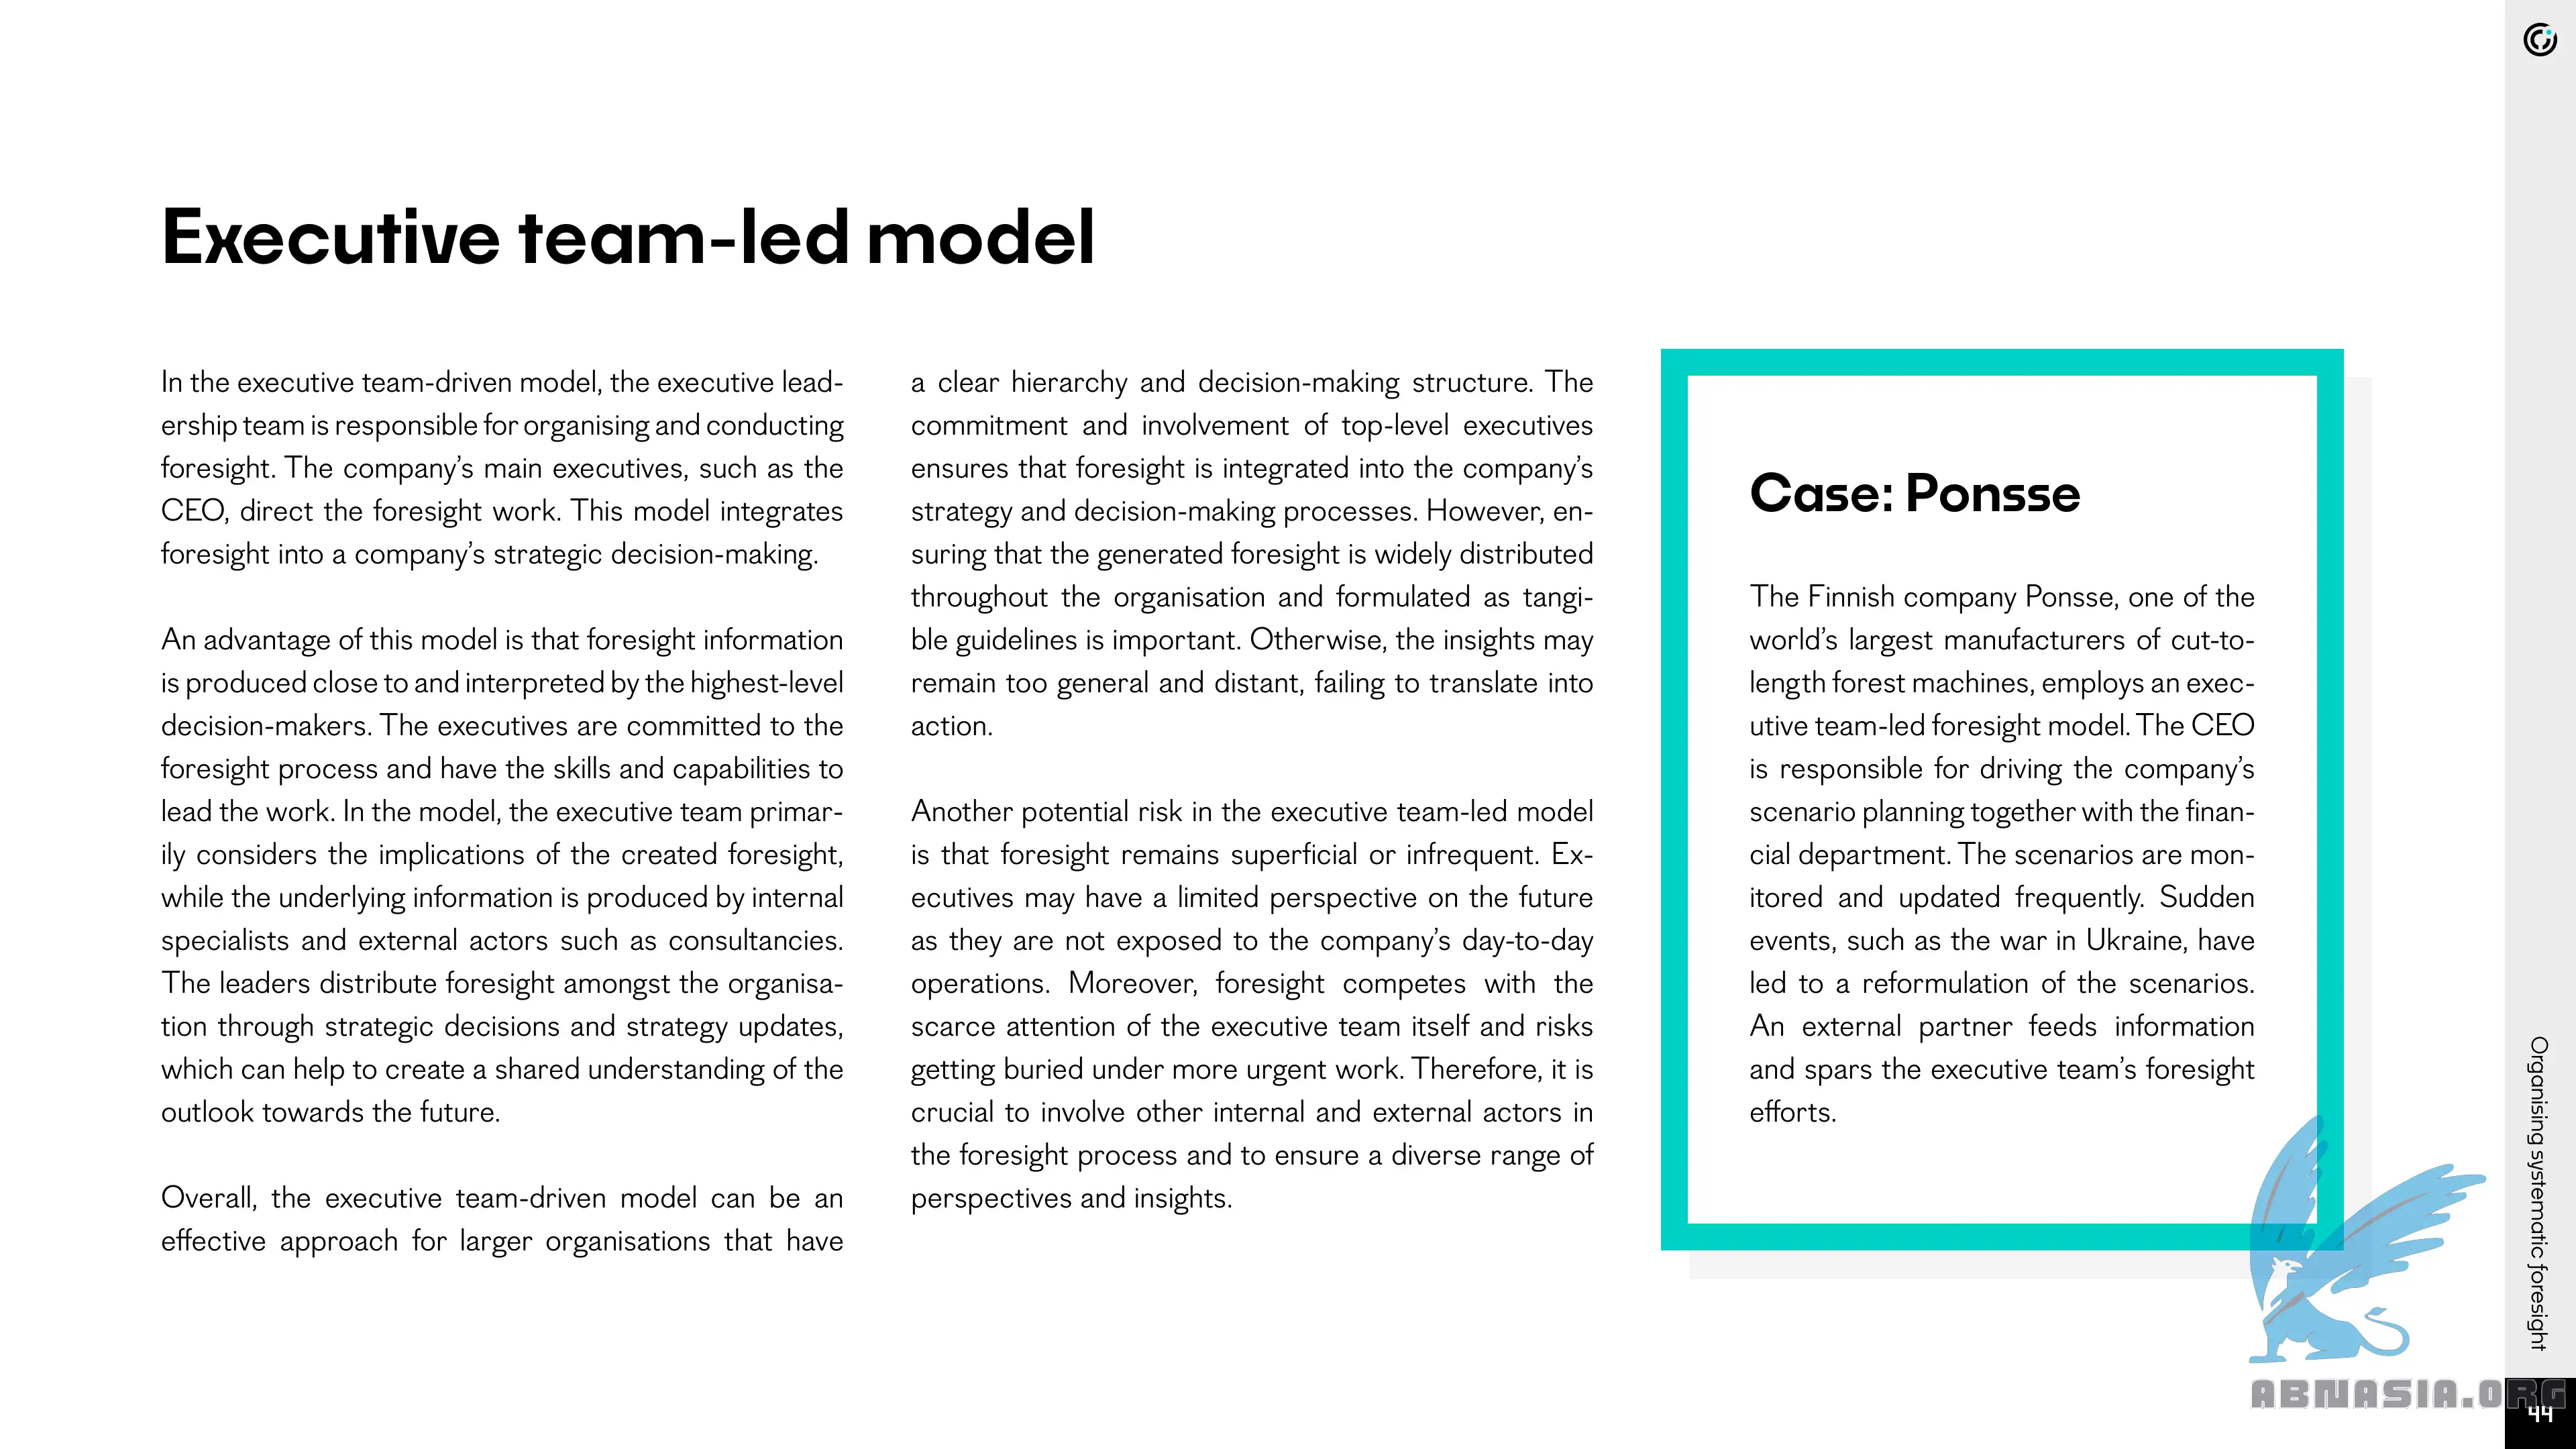 Executive team-led model
In the executive team-driven model, the executive lead-
ership team is responsible for organising and conducting
foresight. The company’s main executives, such as the
CEO, direct the foresight work. This model integrates
foresight into a company’s strategic decision-making.
An advantage of this model is that foresight information
is produced close to and interpreted by the highest-level
decision-makers. The executives are committed to the
foresight process and have the skills and capabilities to
lead the work. In the model, the executive team primar-
ily considers the implications of the created foresight,
while the underlying information is produced by internal
specialists and external actors such as consultancies.
The leaders distribute foresight amongst the organisa-
tion through strategic decisions and strategy updates,
which can help to create a shared understanding of the
outlook towards the future.
Overall, the executive team-driven model can be an
effective approach for larger organisations that have
a clear hierarchy and decision-making structure. The
commitment and involvement of top-level executives
ensures that foresight is integrated into the company’s
strategy and decision-making processes. However, en-
suring that the generated foresight is widely distributed
throughout the organisation and formulated as tangi-
ble guidelines is important. Otherwise, the insights may
remain too general and distant, failing to translate into
action.
Another potential risk in the executive team-led model
is that foresight remains superficial or infrequent. Ex-
ecutives may have a limited perspective on the future
as they are not exposed to the company’s day-to-day
operations. Moreover, foresight competes with the
scarce attention of the executive team itself and risks
getting buried under more urgent work. Therefore, it is
crucial to involve other internal and external actors in
the foresight process and to ensure a diverse range of
perspectives and insights.
Case: Ponsse
The Finnish company Ponsse, one of the
world’s largest manufacturers of cut-to-
length forest machines, employs an exec-
utive team-led foresight model. The CEO
is responsible for driving the company’s
scenario planning together with the finan-
cial department. The scenarios are mon-
itored and updated frequently. Sudden
events, such as the war in Ukraine, have
led to a reformulation of the scenarios.
An external partner feeds information
and spars the executive team’s foresight
efforts.
Organising systematic foresight
ABNASIA.ORG
44